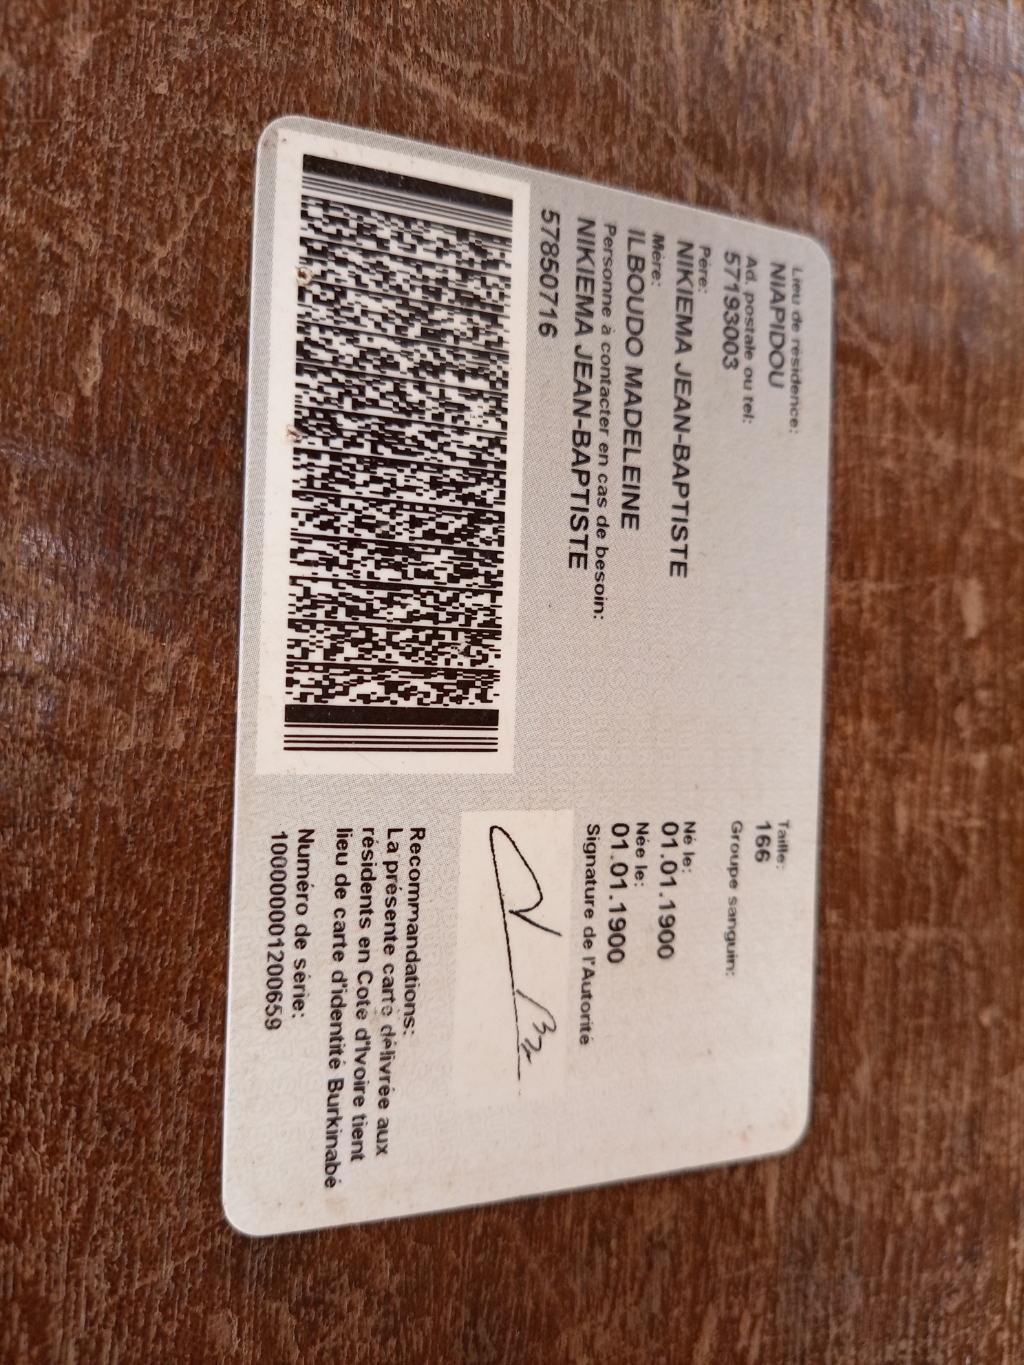 Lieu de résidence:
NIAPIDOU
Ad. postale ou tel:
57193003
Père:
NIKIEMA JEAN-BAPTISTE
Mère:
ILBOUDO MADELEINE
Personne à contacter en cas de besoin:
NIKIEMA JEAN-BAPTISTE
57850716
Taille:
166
Groupe sanguin:
Né le:
01.01.1900
Née le:
01.01.1900
Signature de l'Autorité
Recommandations:
La présente carte délivrée aux
résidents en Cote d'Ivoire tient
lieu de carte d'identité Burkinabé
Numéro de série:
1000000001200659